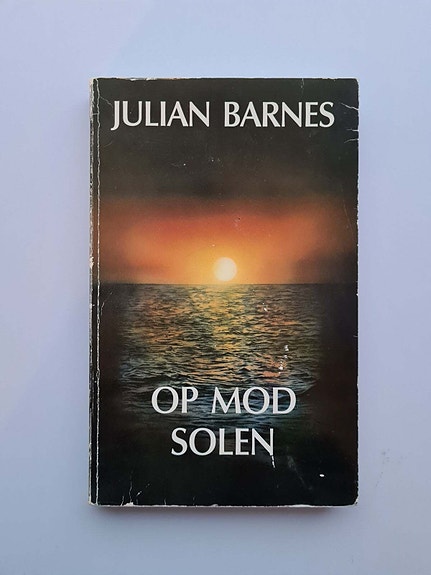 JULIAN BARNES
OP MOD
SOLEN